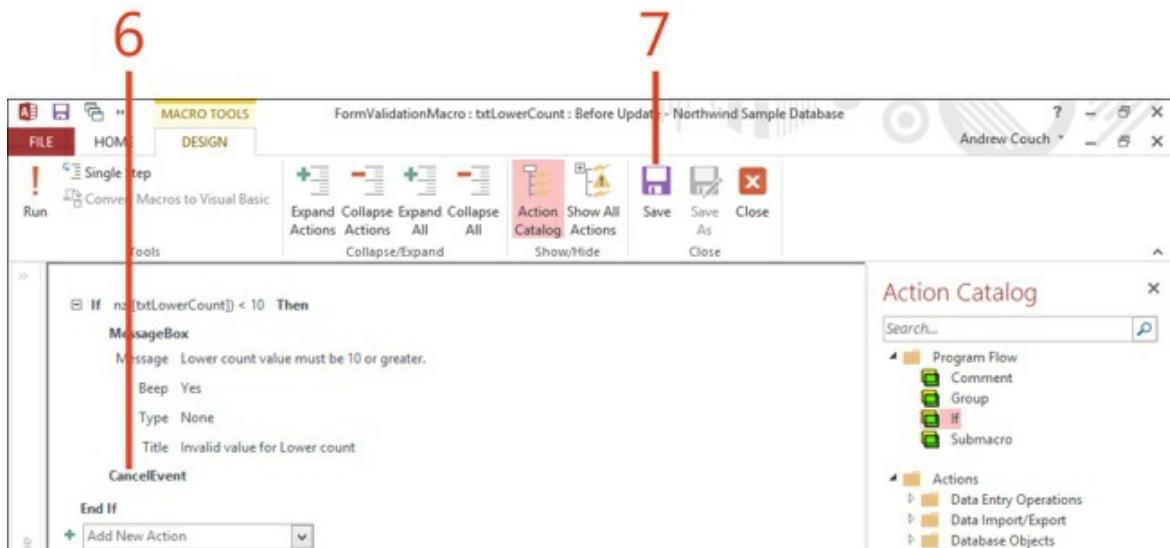 6
7
MACRO TOOLS
FormValidationMacro : txtLowerCount : Before Update - Northwind Sample Database
?
FILE
HOME
DESIGN
Andrew Couch
Run
Single Step
Convert Macros to Visual Basic
Tools
Expand Actions
Collapse Actions
Expand All
Collapse All
Collapse/Expand
Action Catalog
Show All Actions
Show/Hide
Save
Save As
Close
Close
If nz([txtLowerCount]) < 10 Then
MessageBox
Message Lower count value must be 10 or greater.
Beep Yes
Type None
Title Invalid value for Lower count
CancelEvent
End If
Add New Action
Action Catalog
Search...
Program Flow
Comment
Group
If
Submacro
Actions
Data Entry Operations
Data Import/Export
Database Objects